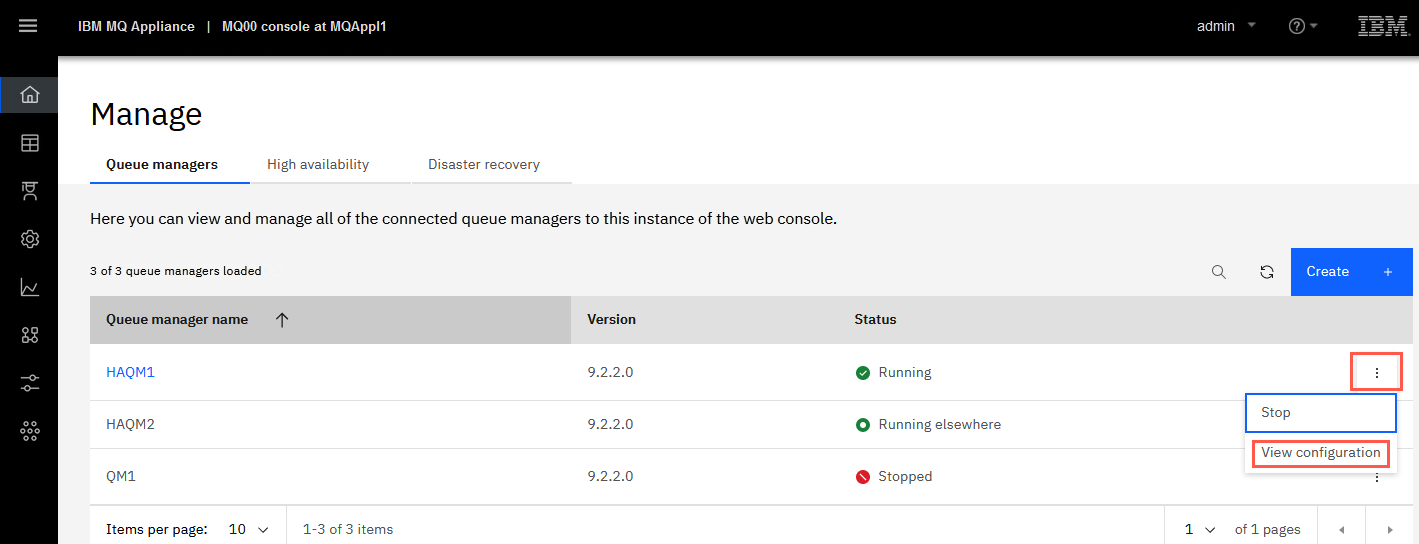 IBM MQ Appliance | MQ00 console at MQAppl1
admin
IBM
Manage
Queue managers High availability Disaster recovery
Here you can view and manage all of the connected queue managers to this instance of the web console.
3 of 3 queue managers loaded
Create +
Queue manager name Version Status
HAQM1 9.2.2.0 Running
Stop
HAQM2 9.2.2.0 Running elsewhere
View configuration
QM1 9.2.2.0 Stopped
Items per page: 10 1-3 of 3 items 1 of 1 pages